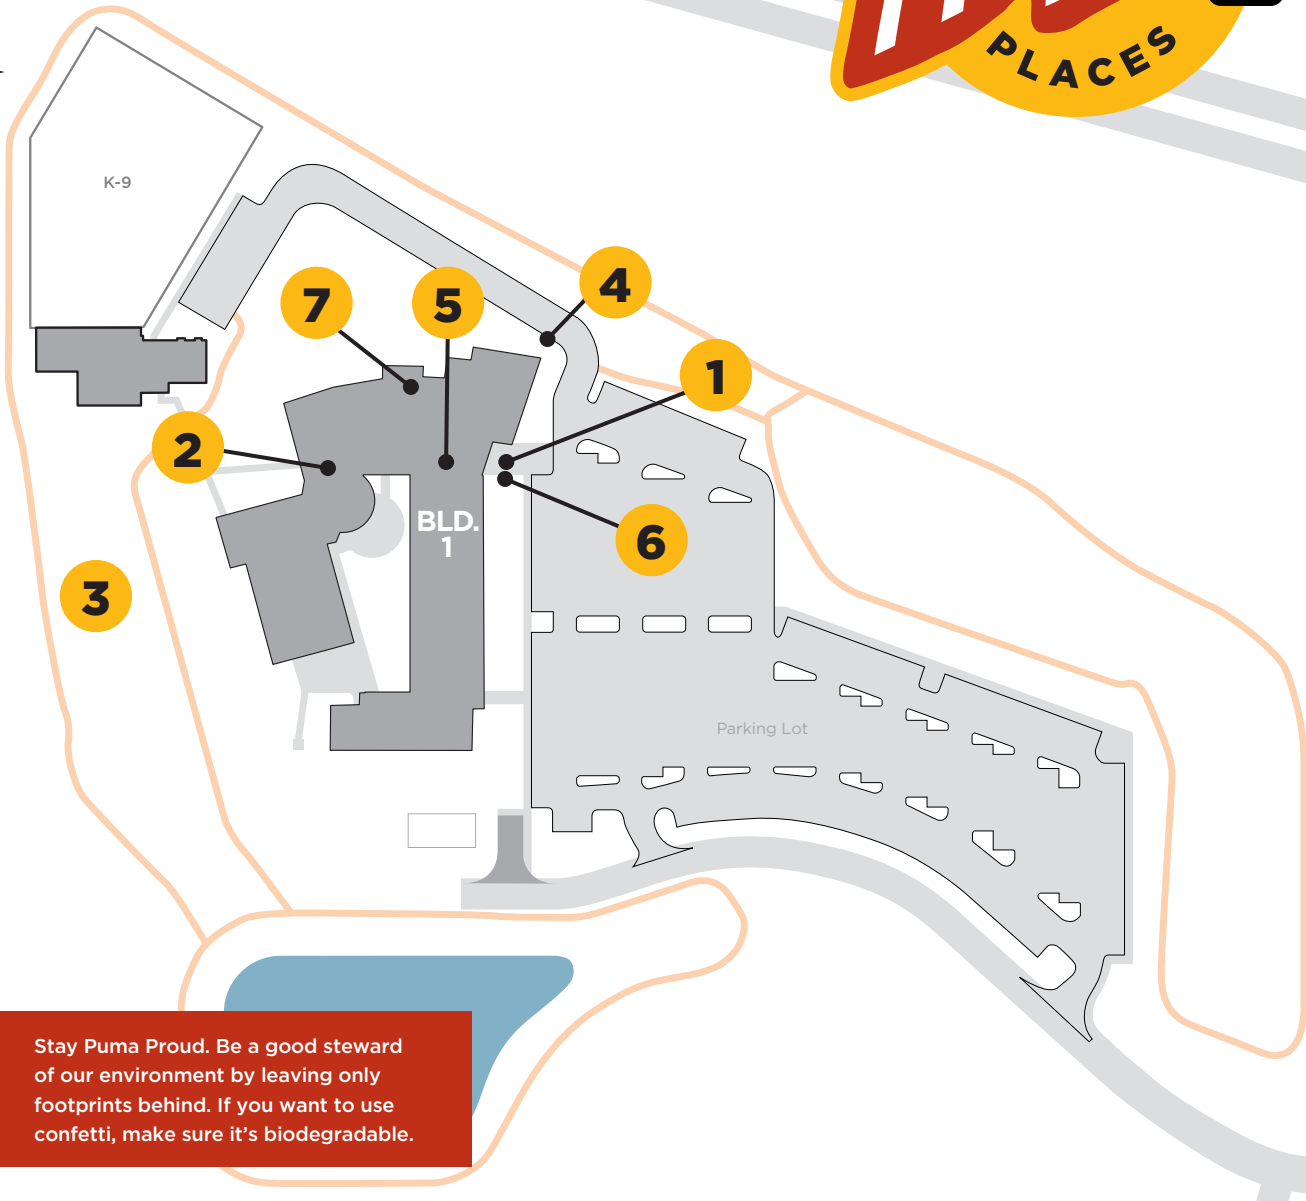 PLACES
K-9
4
7
5
1
2
BLD.
1
6
3
Parking Lot
Stay Puma Proud. Be a good steward
of our environment by leaving only
footprints behind. If you want to use
confetti, make sure it's biodegradable.